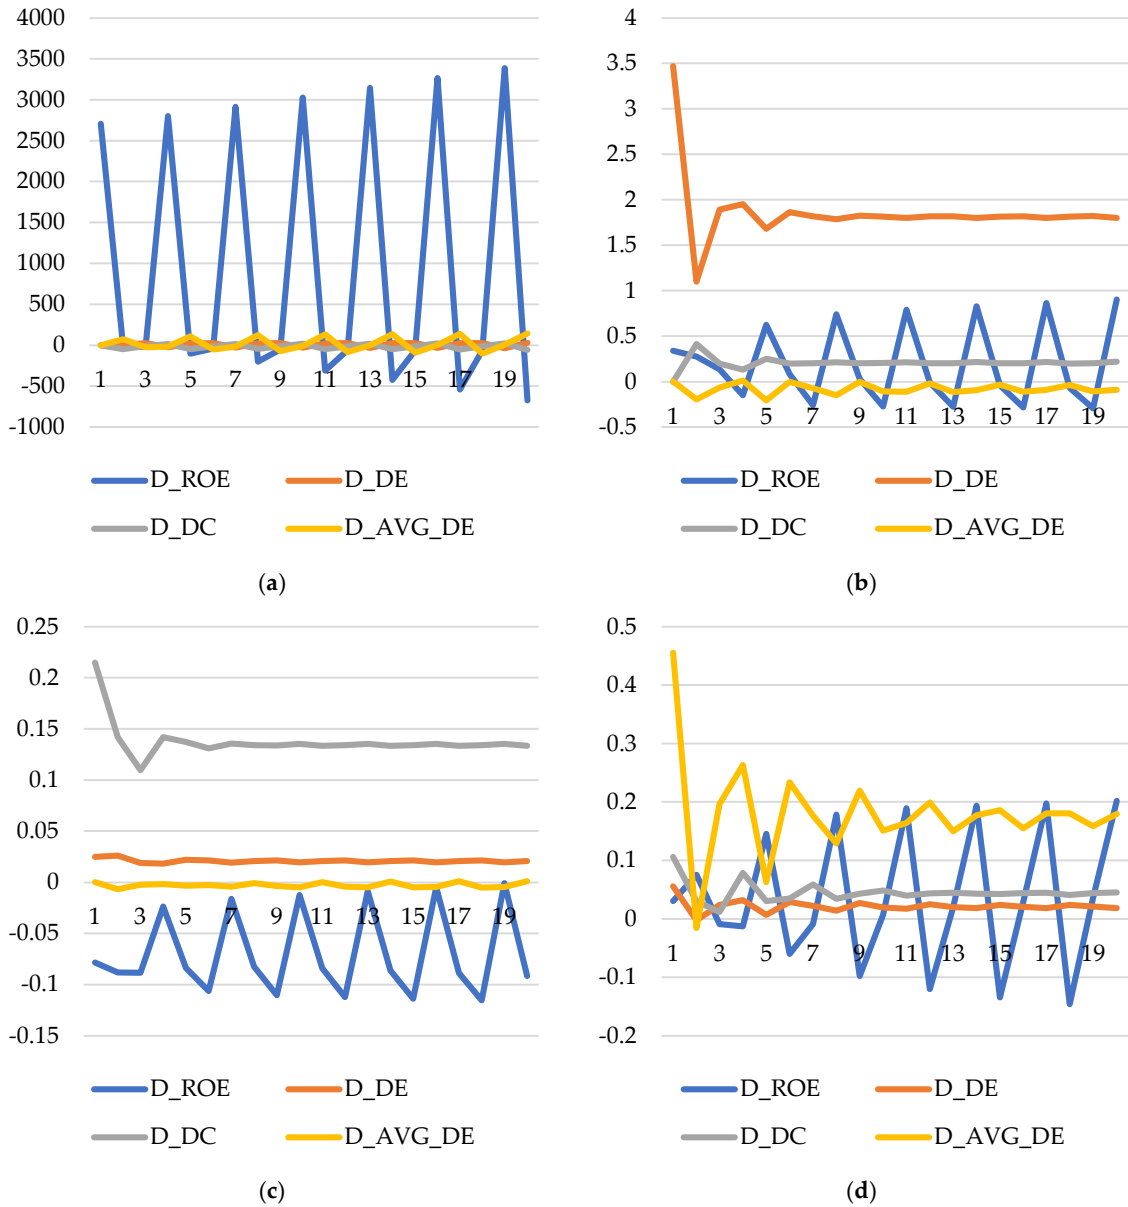 4000
3500
3000
2500
2000
1500
1000
500
0
-500
-1000
1 3 5 7 9 11 13 15 17 19
D_ROE D_DE
D_DC D_AVG_DE
(a)
4
3.5
3
2.5
2
1.5
1
0.5
0
-0.5
1 3 5 7 9 11 13 15 17 19
D_ROE D_DE
D_DC D_AVG_DE
(b)
0.25
0.2
0.15
0.1
0.05
0
-0.05
-0.1
-0.15
1 3 5 7 9 11 13 15 17 19
D_ROE D_DE
D_DC D_AVG_DE
(c)
0.5
0.4
0.3
0.2
0.1
0
-0.1
-0.2
1 3 5 7 9 11 13 15 17 19
D_ROE D_DE
D_DC D_AVG_DE
(d)